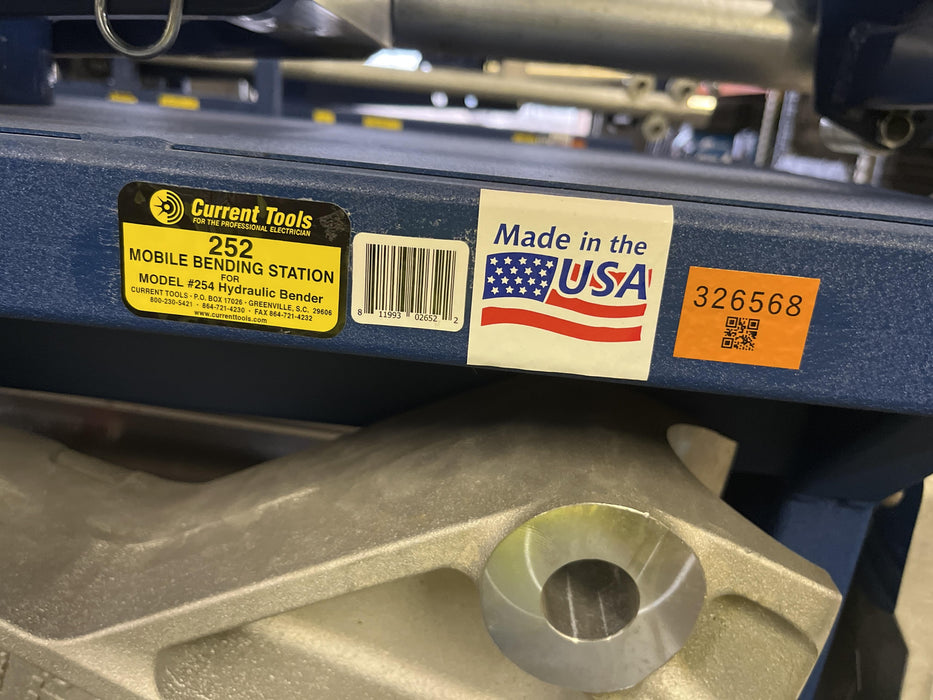 Current Tools
FOR THE PROFESSIONAL ELECTRICIAN
252
MOBILE BENDING STATION
FOR
MODEL #254 Hydraulic Bender
CURRENT TOOLS · P.O. BOX 17026 · GREENVILLE, S.C. 29606
800-230-5421 · 864-721-4230 · FAX 864-721-4232
www.currenttools.com
8 11993 02652 2
Made in the
USA
326568